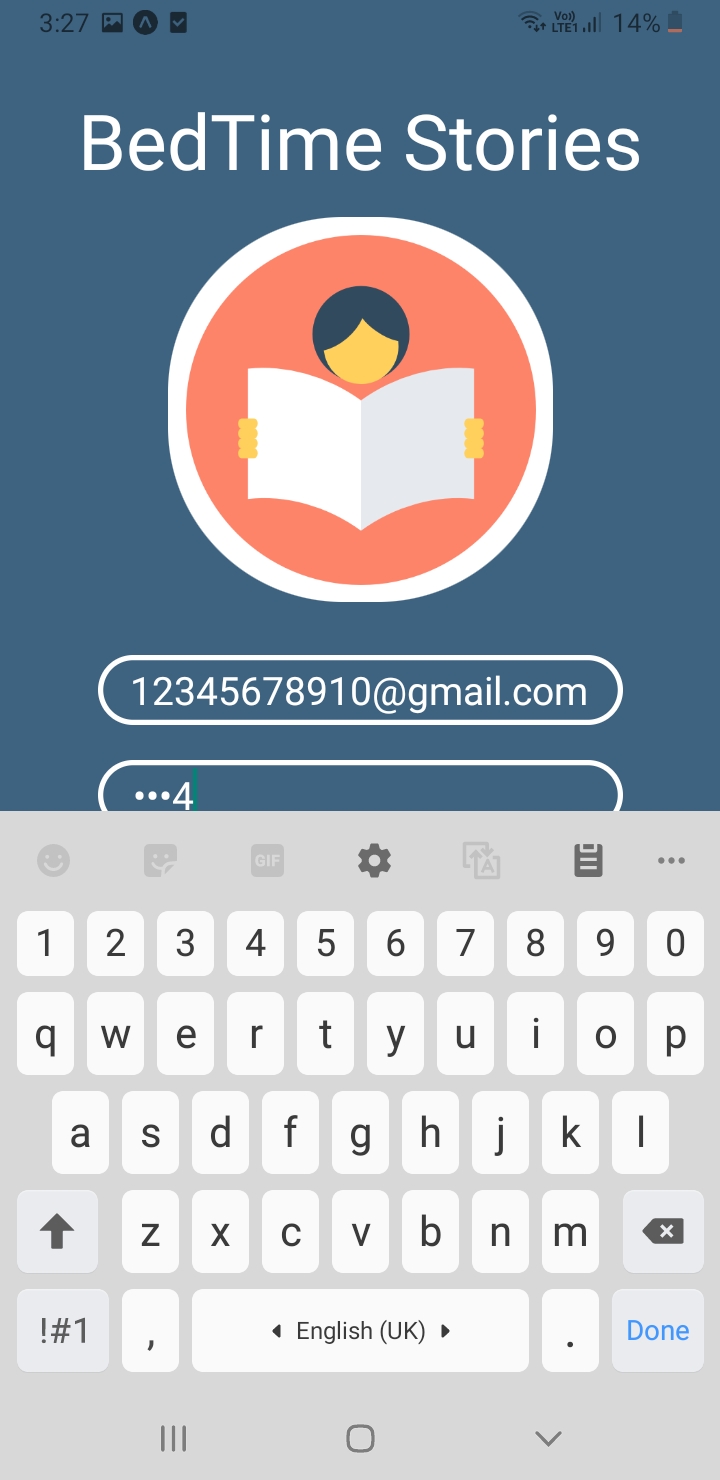 3:27 Vo) LTE1 14%
BedTime Stories
12345678910@gmail.com
•••4
GIF A
1 2 3 4 5 6 7 8 9 0
q w e r t y u i o p
a s d f g h j k l
z x c v b n m
!#1 , English (UK) . Done